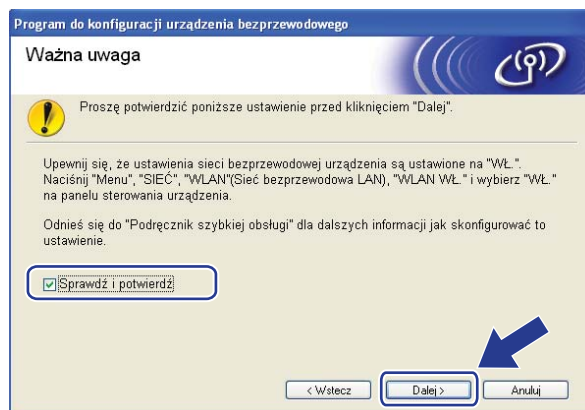 Program do konfiguracji urządzenia bezprzewodowego
Ważna uwaga
Proszę potwierdzić poniższe ustawienie przed kliknięciem "Dalej".
Upewnij się, że ustawienia sieci bezprzewodowej urządzenia są ustawione na "WŁ.".
Naciśnij "Menu", "SIEĆ", "WLAN"(Sieć bezprzewodowa LAN), "WLAN WŁ." i wybierz "WŁ."
na panelu sterowania urządzenia.
Odnieś się do "Podręcznik szybkiej obsługi" dla dalszych informacji jak skonfigurować to
ustawienie.
Sprawdź i potwierdź
< Wstecz Dalej > Anuluj